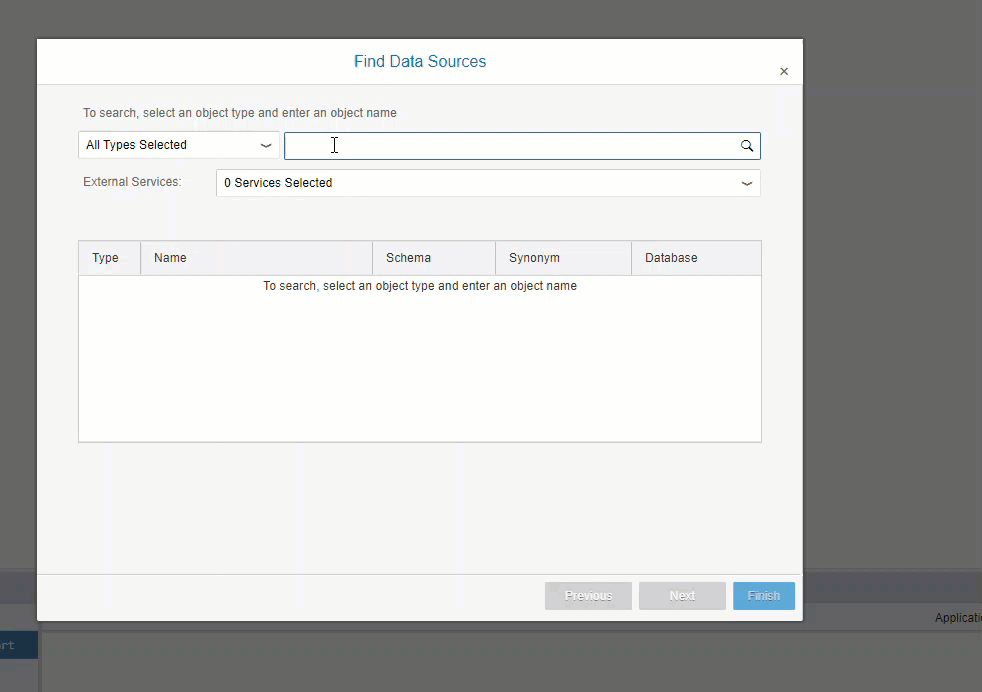 Find Data Sources
×
To search, select an object type and enter an object name
All Types Selected
External Services:
0 Services Selected
Type Name Schema Synonym Database
To search, select an object type and enter an object name
Previous Next Finish